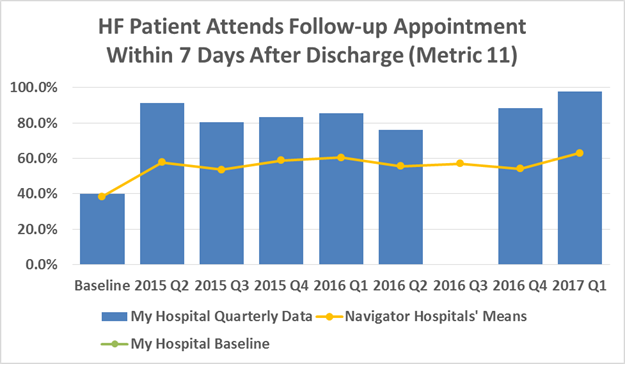 HF Patient Attends Follow-up Appointment
Within 7 Days After Discharge (Metric 11)
100.0%
80.0%
60.0%
40.0%
20.0%
0.0%
Baseline 2015 Q2 2015 Q3 2015 Q4 2016 Q1 2016 Q2 2016 Q3 2016 Q4 2017 Q1
My Hospital Quarterly Data Navigator Hospitals' Means
My Hospital Baseline